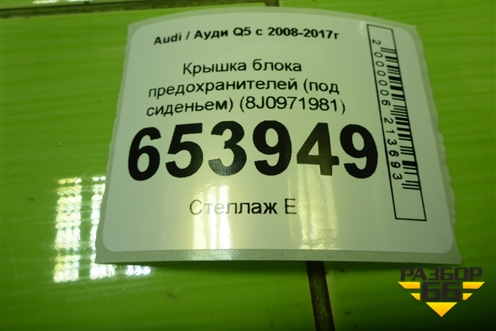 Audi / Ауди Q5 с 2008-2017г
Крышка блока
предохранителей (под
сиденьем) (8J0971981)
653949
Стеллаж Е
2000006213693
РАЗБОР
66